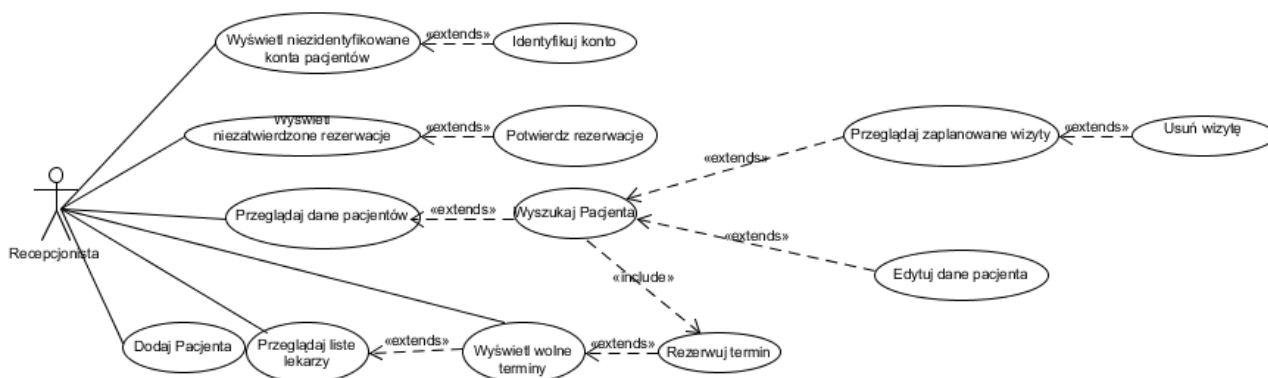 Wyświetl niezidentyfikowane
konta pacjentów
«extends»
Identyfikuj konto
Wyświetl
niezatwierdzone rezerwacje
«extends»
Potwierdz rezerwacje
Przeglądaj zaplanowane wizyty
«extends»
Usuń wizytę
«extends»
Przeglądaj dane pacjentów
«extends»
Wyszukaj Pacjenta
«extends»
Recepcjonista
Edytuj dane pacjenta
«include»
Dodaj Pacjenta
Przeglądaj liste
lekarzy
«extends»
Wyświetl wolne
terminy
«extends»
Rezerwuj termin